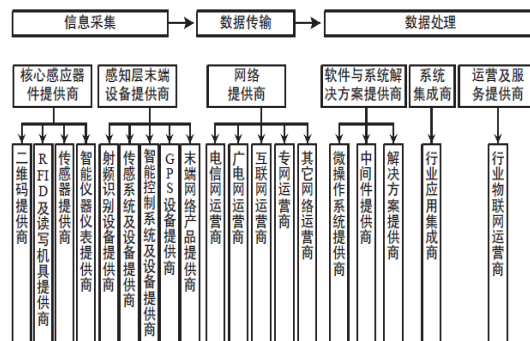 信息采集
数据传输
数据处理
核心感应器
件提供商
感知层末端
设备提供商
网络
提供商
软件与系统解
决方案提供商
系统
集成商
运营及服
务提供商
二维码提供商
RFID及读写机具提供商
传感器提供商
智能仪器仪表提供商
射频识别设备提供商
传感系统及设备提供商
智能控制系统及设备提供商
GPS设备提供商
末端网络产品提供商
电信网运营商
广电网运营商
互联网运营商
专网运营商
其它网络运营商
微操作系统提供商
中间件提供商
解决方案提供商
行业应用集成商
行业物联网运营商